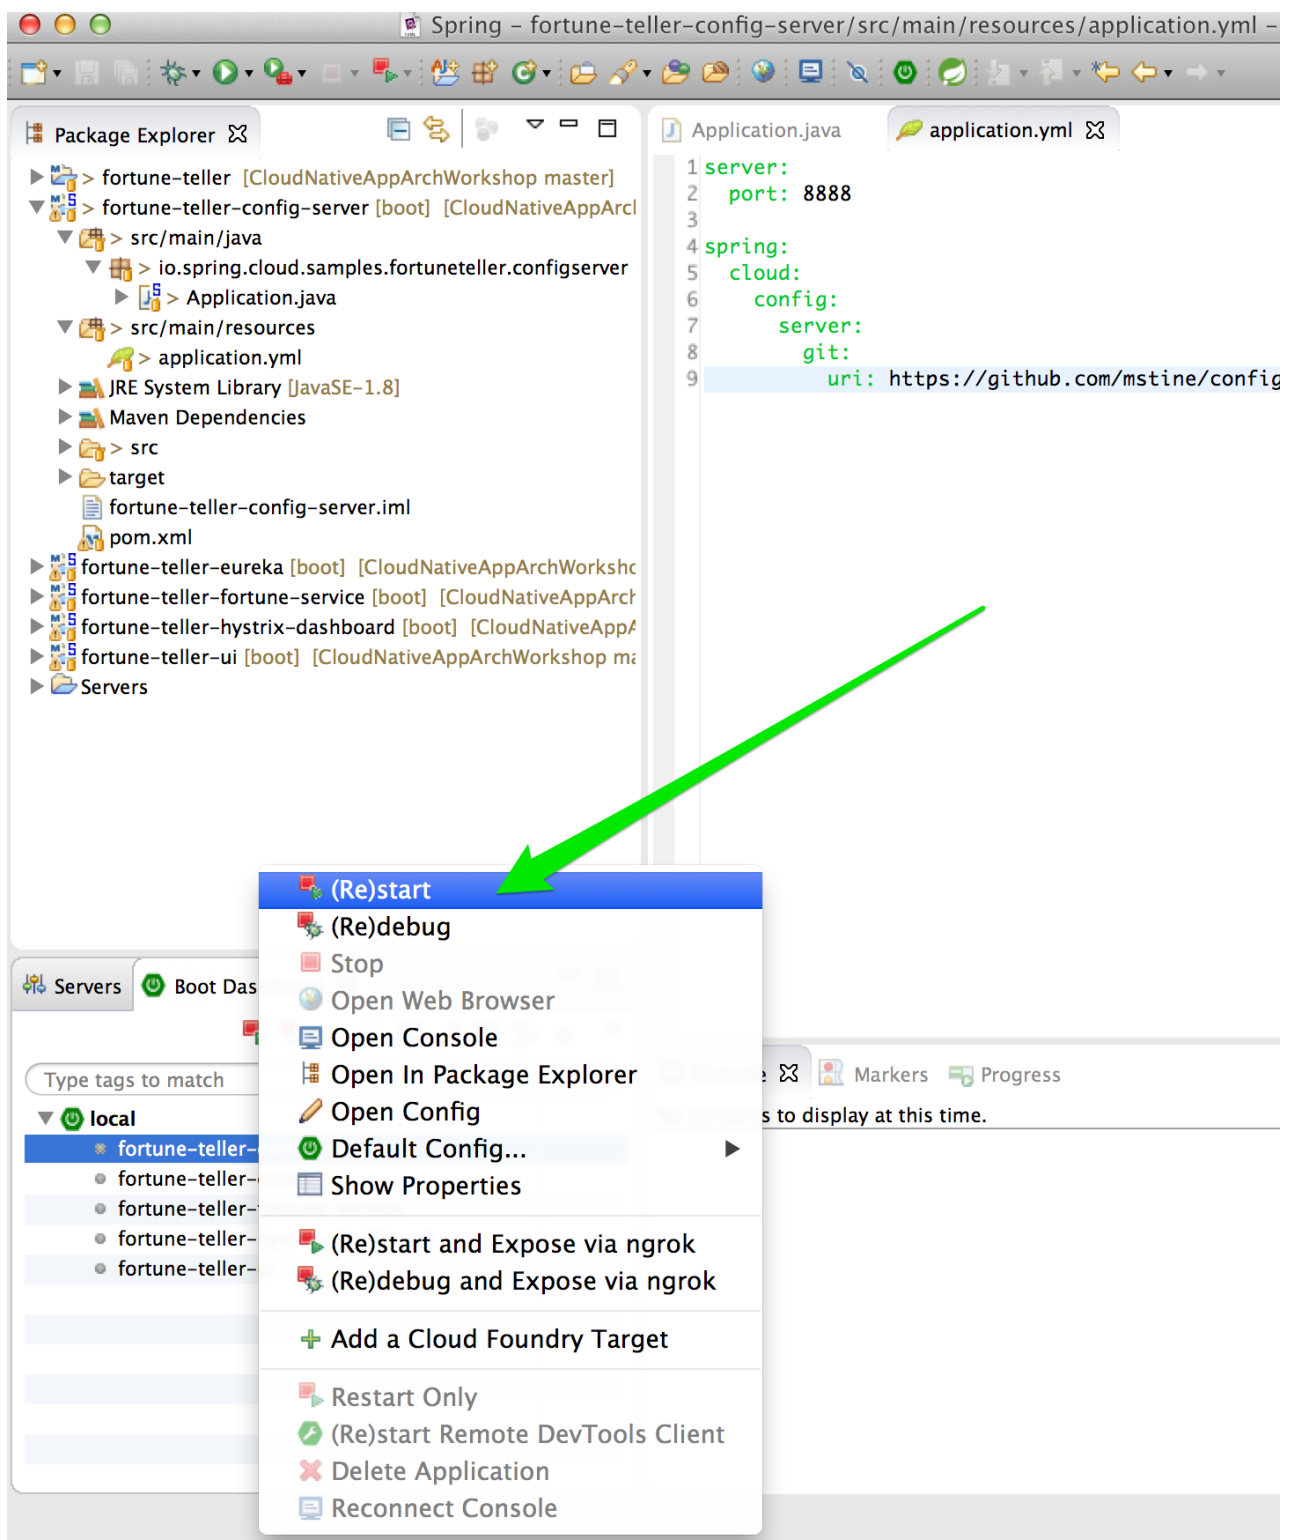 Spring – fortune-teller-config-server/src/main/resources/application.yml –
Package Explorer
> fortune-teller [CloudNativeAppArchWorkshop master]
> fortune-teller-config-server [boot] [CloudNativeAppArcl
> src/main/java
> io.spring.cloud.samples.fortuneteller.configserver
> Application.java
> src/main/resources
> application.yml
JRE System Library [JavaSE-1.8]
Maven Dependencies
> src
target
fortune-teller-config-server.iml
pom.xml
fortune-teller-eureka [boot] [CloudNativeAppArchWorksho
fortune-teller-fortune-service [boot] [CloudNativeAppArch
fortune-teller-hystrix-dashboard [boot] [CloudNativeAppA
fortune-teller-ui [boot] [CloudNativeAppArchWorkshop ma
Servers
Application.java
application.yml
1 server:
2 port: 8888
3
4 spring:
5 cloud:
6 config:
7 server:
8 git:
9 uri: https://github.com/mstine/config
Servers
Boot Das
Type tags to match
local
fortune-teller-
fortune-teller-
fortune-teller-
fortune-teller-
fortune-teller-
(Re)start
(Re)debug
Stop
Open Web Browser
Open Console
Open In Package Explorer
Open Config
Default Config...
Show Properties
(Re)start and Expose via ngrok
(Re)debug and Expose via ngrok
Add a Cloud Foundry Target
Restart Only
(Re)start Remote DevTools Client
Delete Application
Reconnect Console
Markers
Progress
to display at this time.